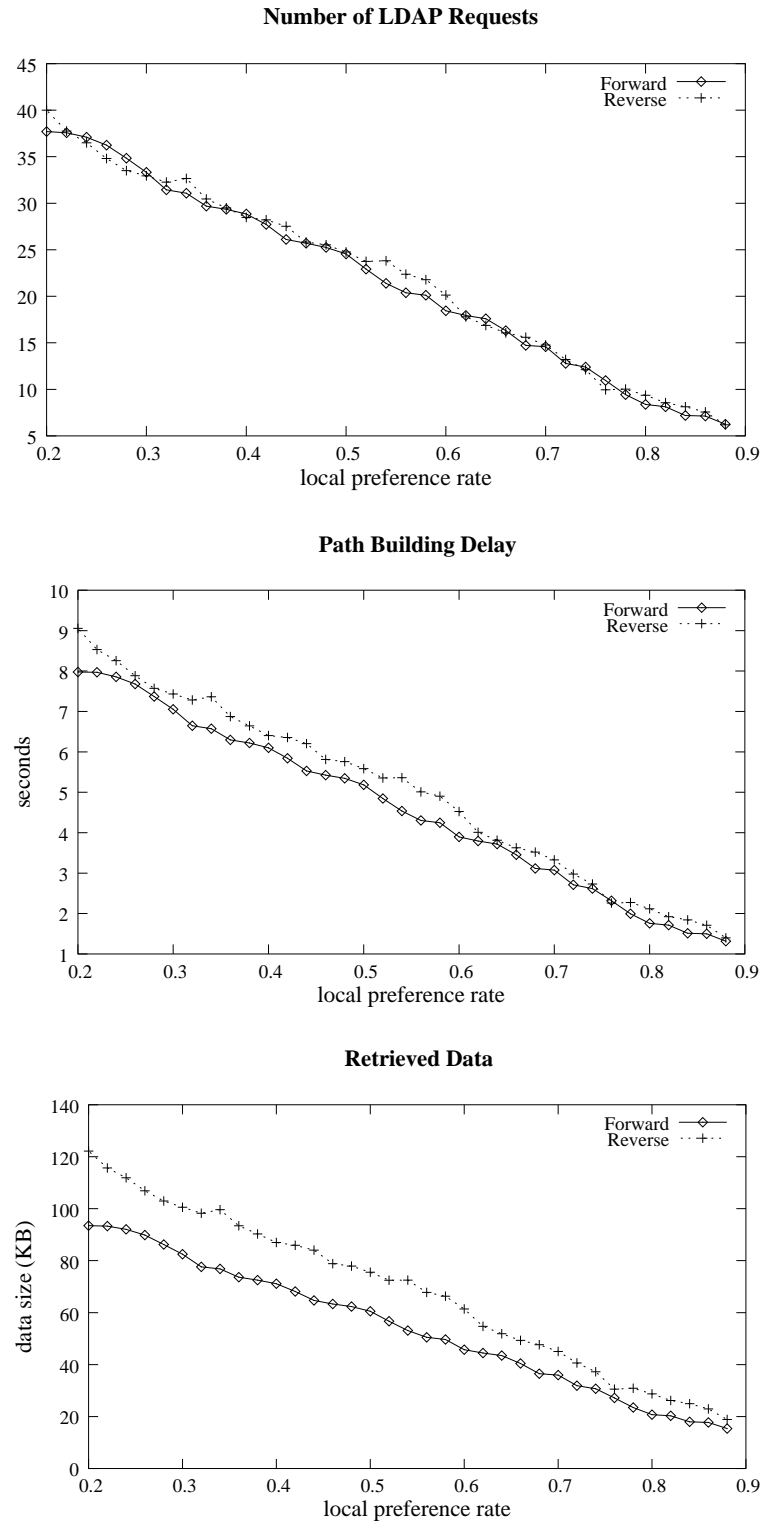 Number of LDAP Requests
45
40
35
30
25
20
15
10
5
Forward
Reverse
0.2 0.3 0.4 0.5 0.6 0.7 0.8 0.9
local preference rate
Path Building Delay
10
9
8
7
6
5
4
3
2
1
seconds
Forward
Reverse
0.2 0.3 0.4 0.5 0.6 0.7 0.8 0.9
local preference rate
Retrieved Data
140
120
100
80
60
40
20
0
data size (KB)
Forward
Reverse
0.2 0.3 0.4 0.5 0.6 0.7 0.8 0.9
local preference rate